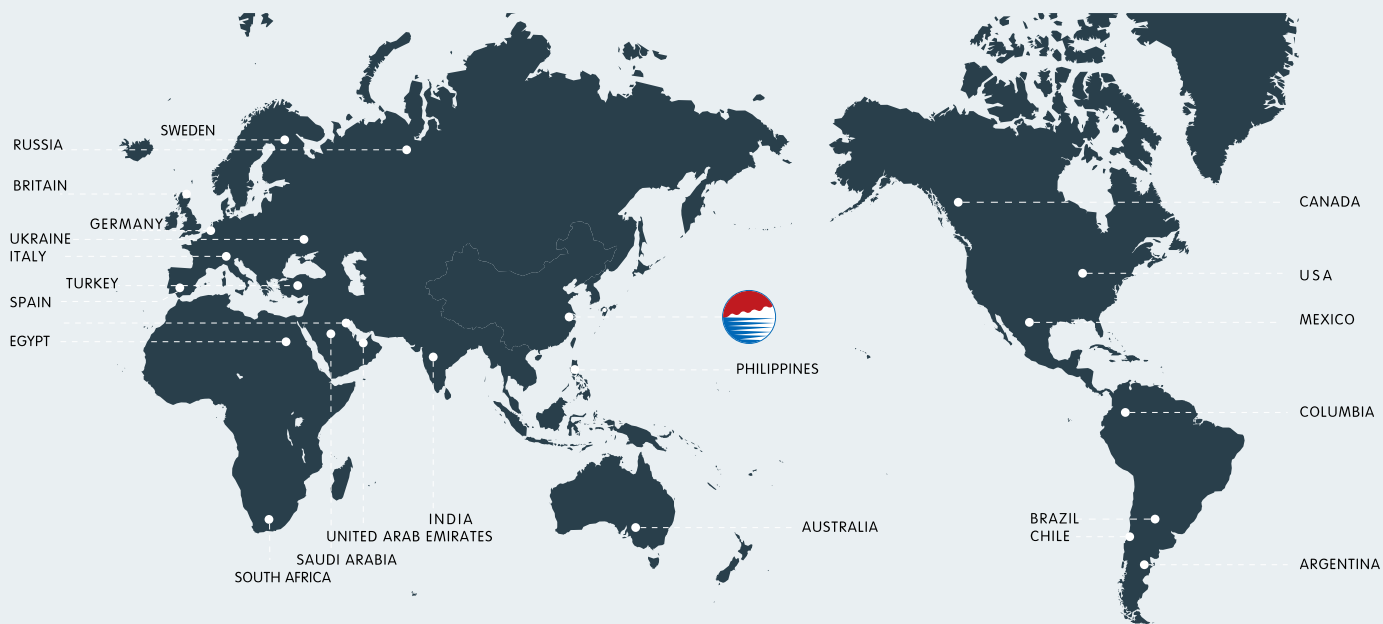 SWEDEN
RUSSIA
BRITAIN
GERMANY
UKRAINE
ITALY
TURKEY
SPAIN
EGYPT
INDIA
UNITED ARAB EMIRATES
SAUDI ARABIA
SOUTH AFRICA
PHILIPPINES
AUSTRALIA
CANADA
USA
MEXICO
COLUMBIA
BRAZIL
CHILE
ARGENTINA